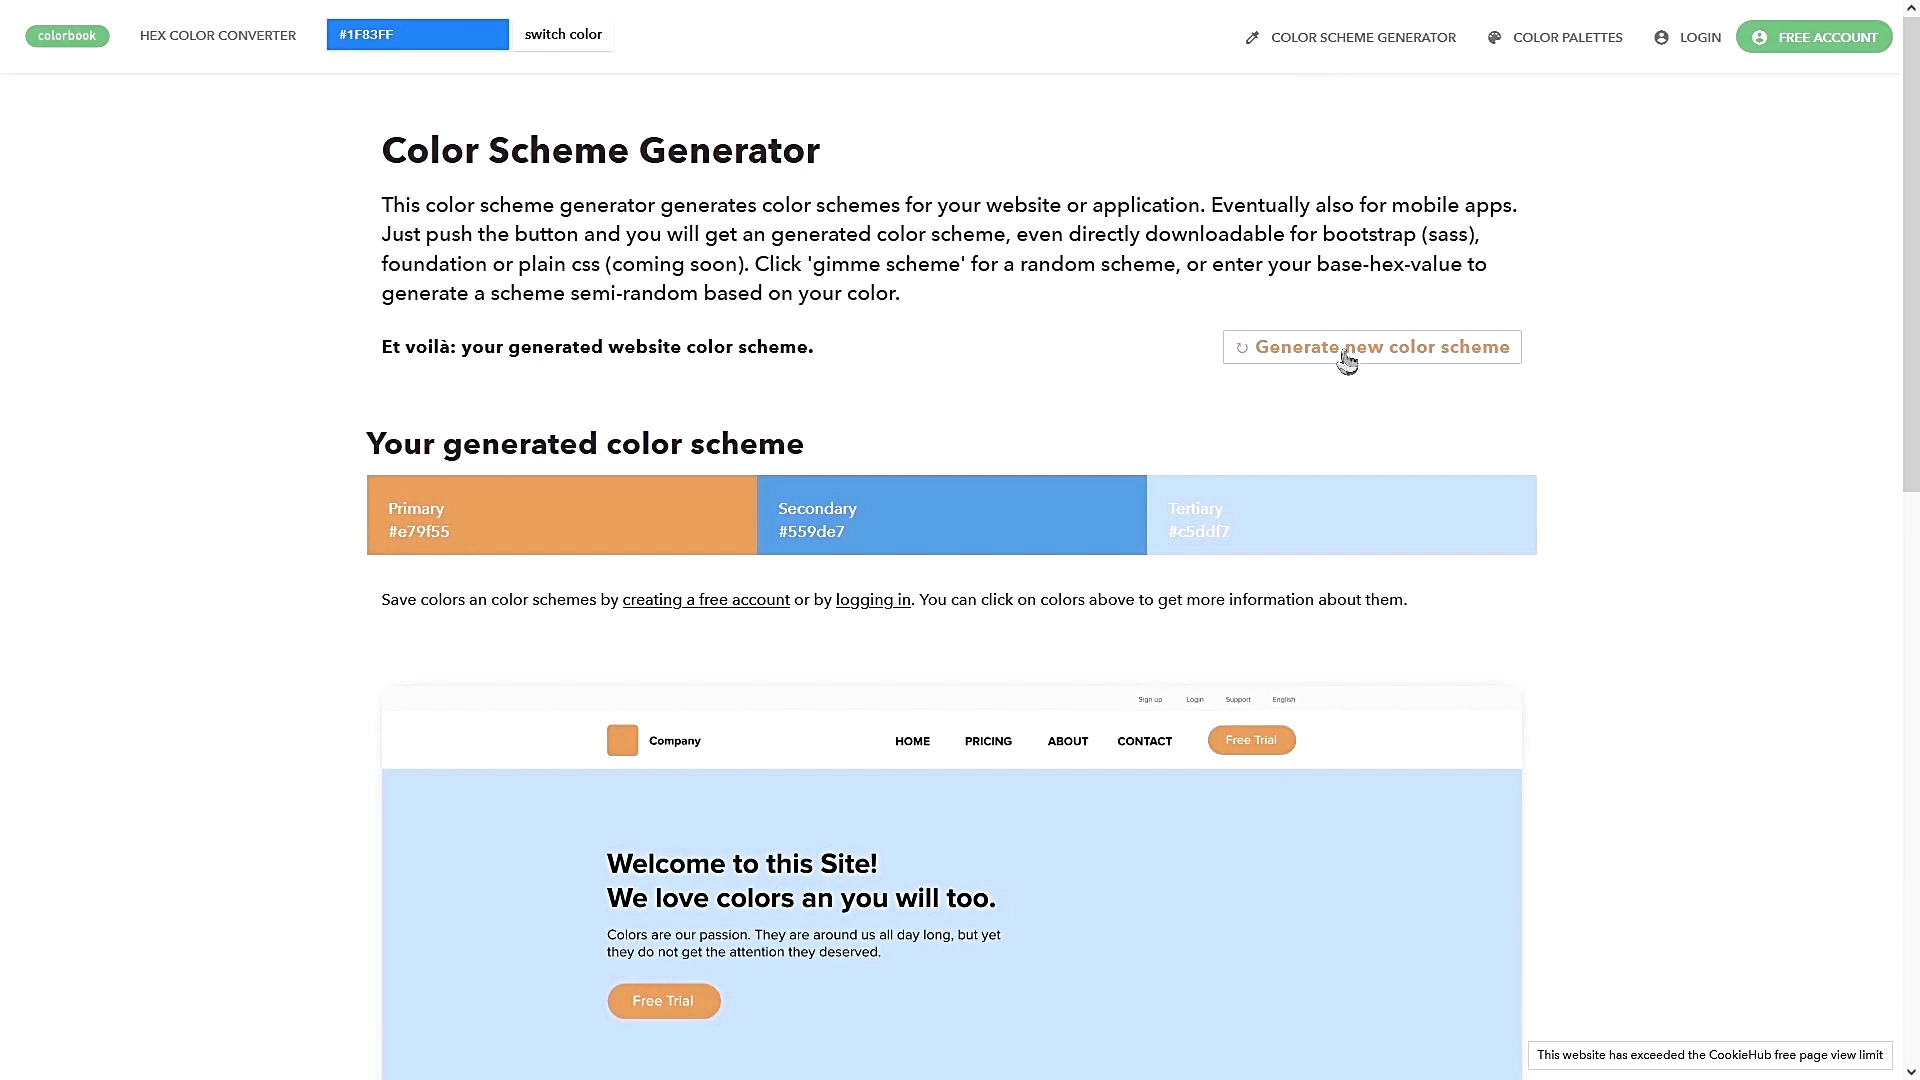 colorbook
HEX COLOR CONVERTER
#1F83FF
switch color
COLOR SCHEME GENERATOR
COLOR PALETTES
LOGIN
FREE ACCOUNT
Color Scheme Generator
This color scheme generator generates color schemes for your website or application. Eventually also for mobile apps.
Just push the button and you will get an generated color scheme, even directly downloadable for bootstrap (sass),
foundation or plain css (coming soon). Click 'gimme scheme' for a random scheme, or enter your base-hex-value to
generate a scheme semi-random based on your color.
Et voilà: your generated website color scheme.
↻ Generate new color scheme
Your generated color scheme
Primary
#e79f55
Secondary
#559de7
Tertiary
#c5ddf7
Save colors an color schemes by creating a free account or by logging in. You can click on colors above to get more information about them.
Sign up
Login
Support
English
Company
HOME
PRICING
ABOUT
CONTACT
Free Trial
Welcome to this Site!
We love colors an you will too.
Colors are our passion. They are around us all day long, but yet
they do not get the attention they deserved.
Free Trial
This website has exceeded the CookieHub free page view limit